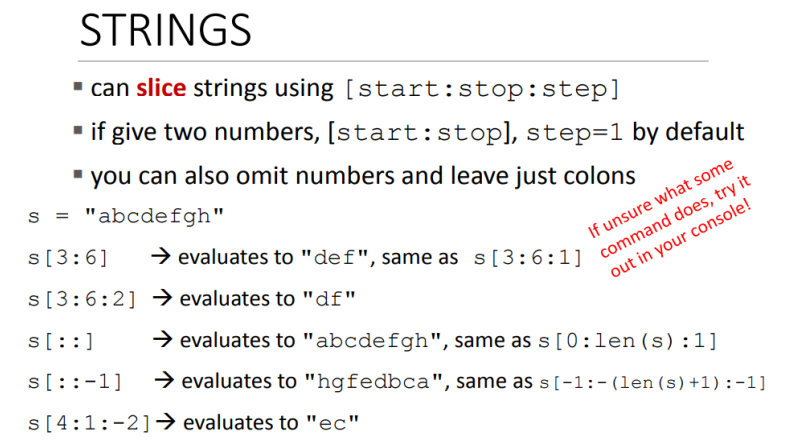 STRINGS
▪ can slice strings using [start:stop:step]
▪ if give two numbers, [start:stop], step=1 by default
▪ you can also omit numbers and leave just colons
If unsure what some
command does, try it
out in your console!
s = "abcdefgh"
s[3:6] → evaluates to "def", same as s[3:6:1]
s[3:6:2] → evaluates to "df"
s[::] → evaluates to "abcdefgh", same as s[0:len(s):1]
s[::-1] → evaluates to "hgfedbca", same as s[-1:-(len(s)+1):-1]
s[4:1:-2] → evaluates to "ec"